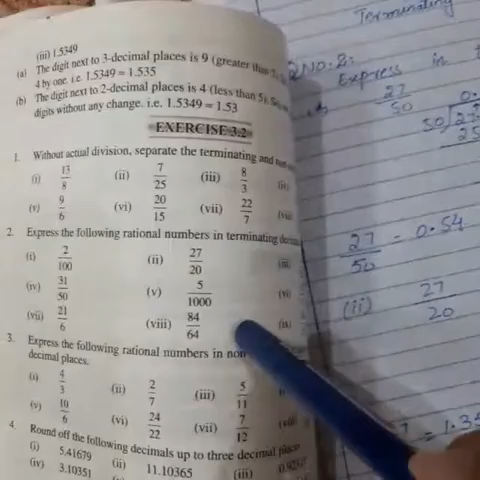 (iii) 1.5349
(a) The digit next to 3-decimal places is 9 (greater than
4 by one. i.e. 1.5349 = 1.535
(b) The digit next to 2-decimal places is 4 (less than 5).
digits without any change. i.e. 1.5349 = 1.53
EXERCISE 3.2
1. Without actual division, separate the terminating and
(i) 13/8 (ii) 7/25 (iii) 8/3
(v) 9/6 (vi) 20/15 (vii) 22/7
2. Express the following rational numbers in terminating
(i) 2/100 (ii) 27/20
(iv) 31/50 (v) 5/1000 (vi)
(vii) 21/6 (viii) 84/64 (ix)
3. Express the following rational numbers in non
decimal places.
(i) 4/3 (ii) 2/7 (iii) 5/11
(v) 10/6 (vi) 24/22 (vii) 7/12
4. Round off the following decimals up to three decimal place
(i) 5.41679 (ii) 11.10365 (iii)
(iv) 3.10351
Terminating
QNO:2:
Express in
27/50
50
27/50 = 0.54
(ii) 27/20